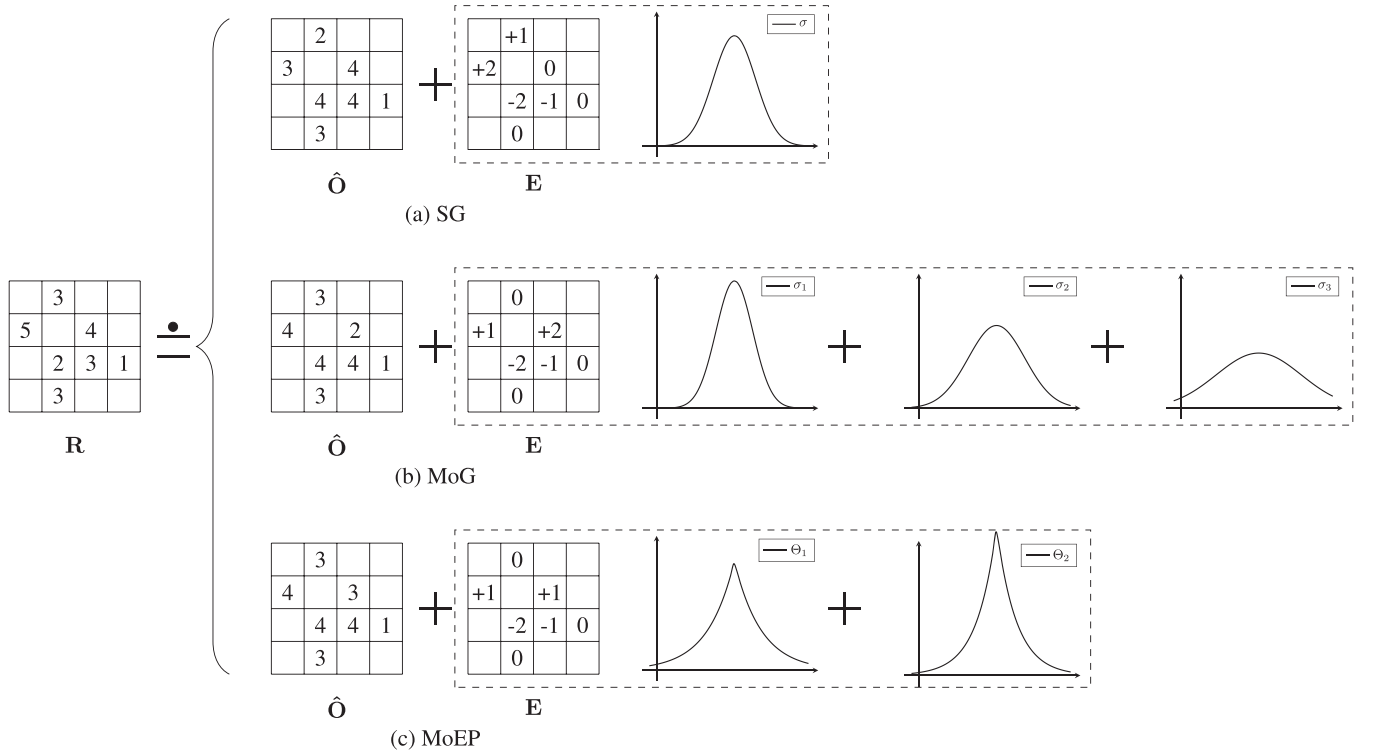 2 +1 σ
3 4 +2 0
4 4 1 -2 -1 0
3 0
Ô E
(a) SG
3 3 0 σ₁ σ₂ σ₃
5 4 4 2 +1 +2
2 3 1 4 4 1 -2 -1 0
3 3 0
R Ô E
(b) MoG
3 0 Θ₁ Θ₂
4 3 +1 +1
4 4 1 -2 -1 0
3 0
Ô E
(c) MoEP